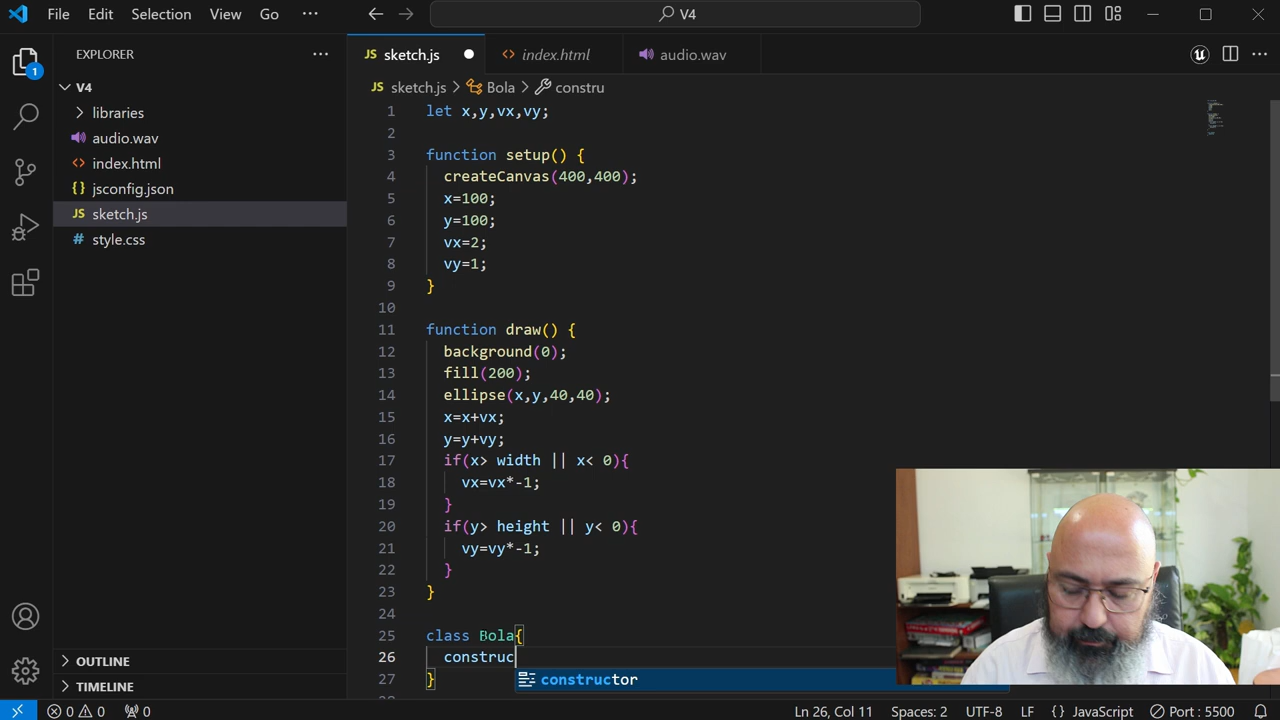 File Edit Selection View Go ··· V4
EXPLORER ···
sketch.js
index.html
audio.wav
1
V4
libraries
audio.wav
index.html
jsconfig.json
sketch.js
style.css
OUTLINE
TIMELINE
JS sketch.js > Bola > constru
1 let x,y,vx,vy;
2
3 function setup() {
4 createCanvas(400,400);
5 x=100;
6 y=100;
7 vx=2;
8 vy=1;
9 }
10
11 function draw() {
12 background(0);
13 fill(200);
14 ellipse(x,y,40,40);
15 x=x+vx;
16 y=y+vy;
17 if(x> width || x< 0){
18 vx=vx*-1;
19 }
20 if(y> height || y< 0){
21 vy=vy*-1;
22 }
23 }
24
25 class Bola{
26 construc
27 }
constructor
0 0 0 Ln 26, Col 11 Spaces: 2 UTF-8 LF {} JavaScript Port : 5500